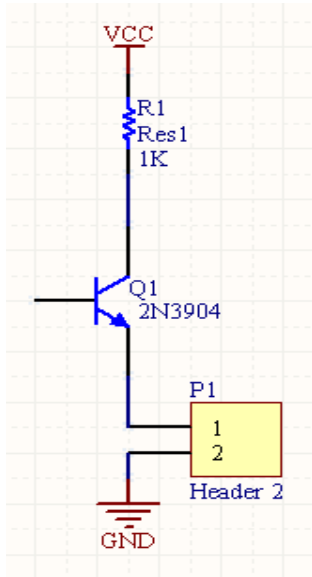 VCC
R1
Res1
1K
Q1
2N3904
P1
1
2
Header 2
GND